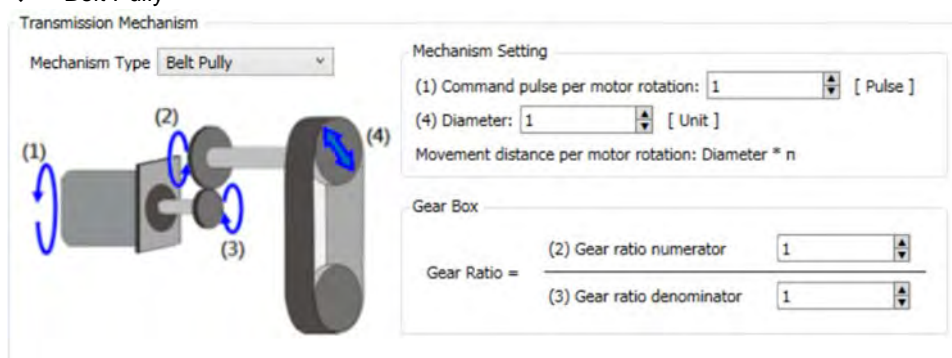 Belt Pully
Transmission Mechanism
Mechanism Type Belt Pully
(1)
(2)
(3)
(4)
Mechanism Setting
(1) Command pulse per motor rotation: 1 [ Pulse ]
(4) Diameter: 1 [ Unit ]
Movement distance per motor rotation: Diameter * π
Gear Box
Gear Ratio =
(2) Gear ratio numerator 1
(3) Gear ratio denominator 1